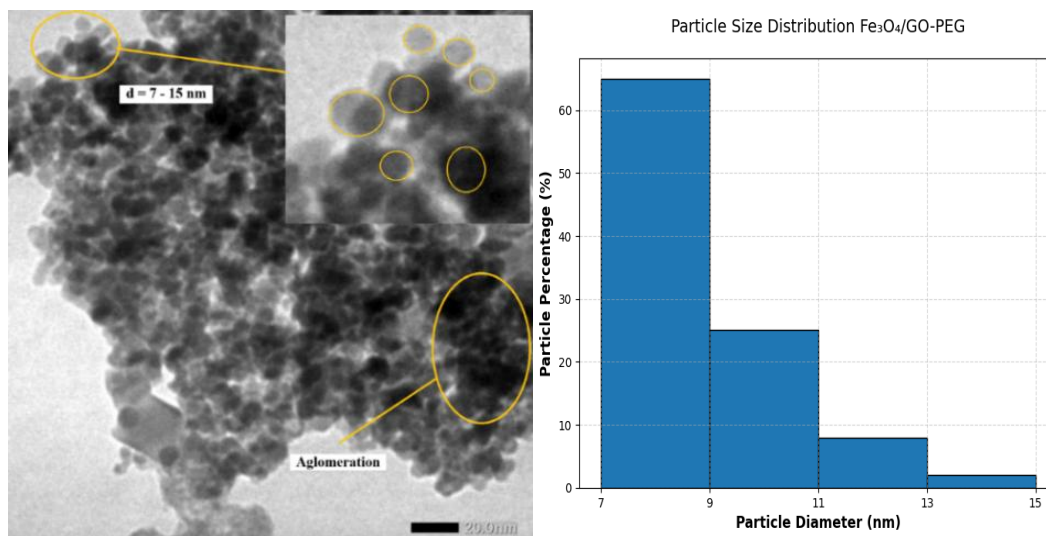 d = 7 - 15 nm
Aglomeration
20.0nm
Particle Size Distribution Fe₃O₄/GO-PEG
Particle Percentage (%)
60
50
40
30
20
10
0
7 9 11 13 15
Particle Diameter (nm)